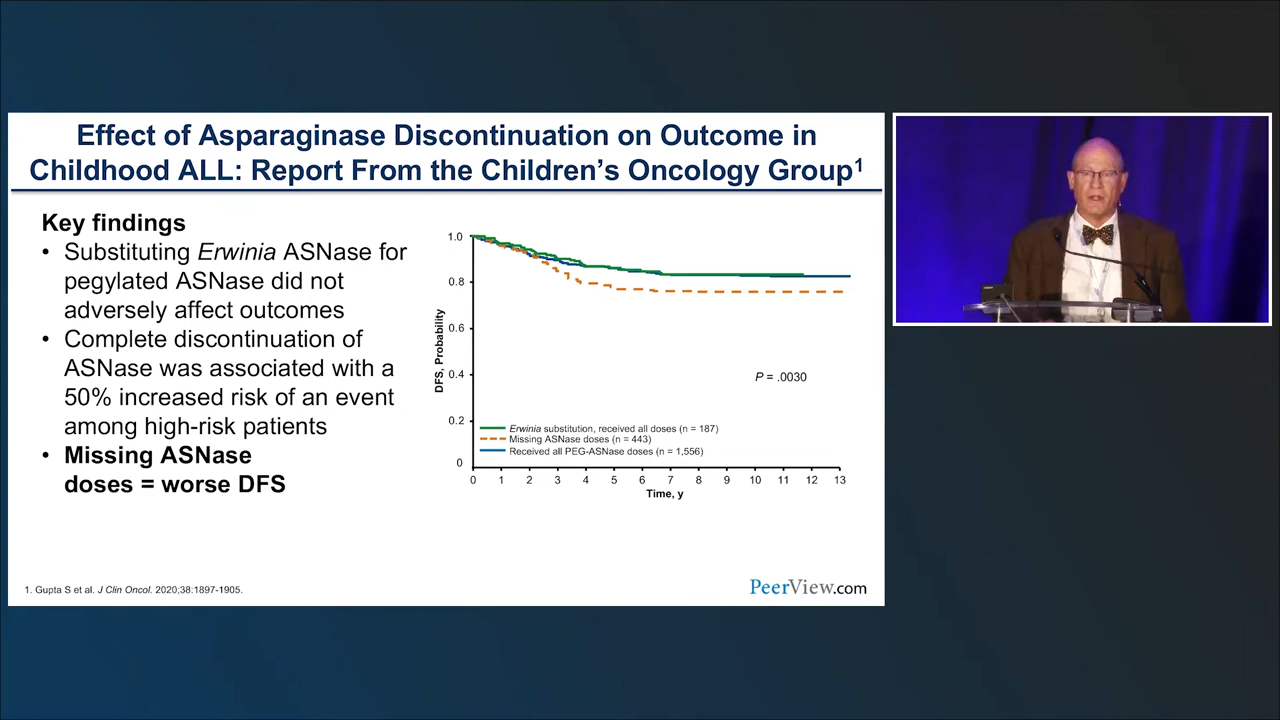 Effect of Asparaginase Discontinuation on Outcome in
Childhood ALL: Report From the Children's Oncology Group1
Key findings
• Substituting Erwinia ASNase for
pegylated ASNase did not
adversely affect outcomes
• Complete discontinuation of
ASNase was associated with a
50% increased risk of an event
among high-risk patients
• Missing ASNase
doses = worse DFS
DFS, Probability
1.0
0.8
0.6
0.4
0.2
0
P = .0030
Erwinia substitution, received all doses (n = 187)
Missing ASNase doses (n = 443)
Received all PEG-ASNase doses (n = 1,556)
0 1 2 3 4 5 6 7 8 9 10 11 12 13
Time, y
1. Gupta S et al. J Clin Oncol. 2020;38:1897-1905.
PeerView.com